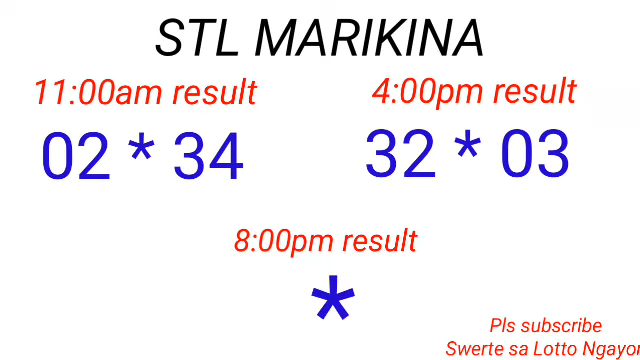 STL MARIKINA
11:00am result
4:00pm result
02 * 34
32 * 03
8:00pm result
*
Pls subscribe
Swerte sa Lotto Ngayon